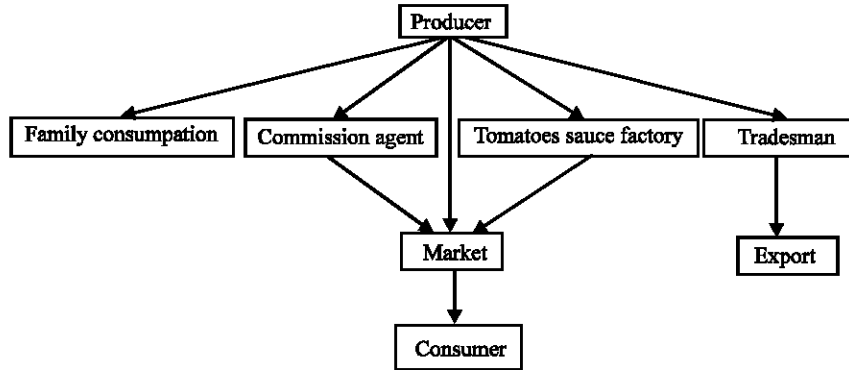 Producer
Family consumpation
Commission agent
Tomatoes sauce factory
Tradesman
Market
Export
Consumer